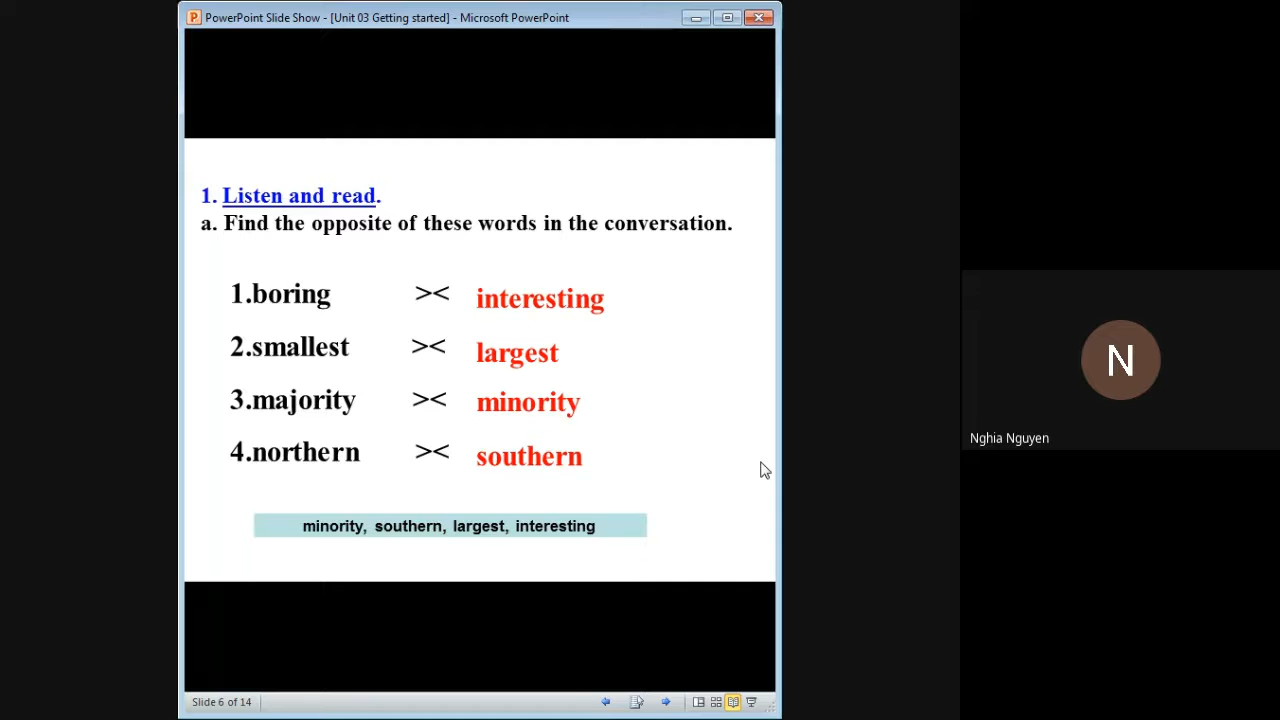 PowerPoint Slide Show - [Unit 03 Getting started] - Microsoft PowerPoint
1. Listen and read.
a. Find the opposite of these words in the conversation.
1.boring >< interesting
2.smallest >< largest
3.majority >< minority
4.northern >< southern
minority, southern, largest, interesting
Slide 6 of 14
N
Nghia Nguyen